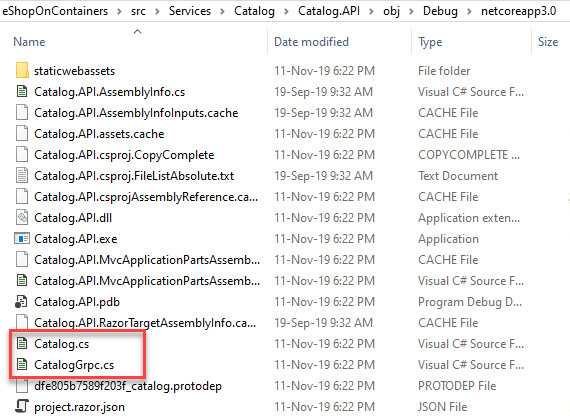 eShopOnContainers > src > Services > Catalog > Catalog.API > obj > Debug > netcoreapp3.0
Name Date modified Type Size
staticwebassets 11-Nov-19 6:22 PM File folder
Catalog.API.AssemblyInfo.cs 19-Sep-19 9:32 AM Visual C# Source F...
Catalog.API.AssemblyInfoInputs.cache 19-Sep-19 9:32 AM CACHE File
Catalog.API.assets.cache 11-Nov-19 6:22 PM CACHE File
Catalog.API.csproj.CopyComplete 11-Nov-19 6:22 PM COPYCOMPLETE ...
Catalog.API.csproj.FileListAbsolute.txt 19-Sep-19 9:32 AM Text Document
Catalog.API.csprojAssemblyReference.ca... 11-Nov-19 6:22 PM CACHE File
Catalog.API.dll 11-Nov-19 6:22 PM Application exten...
Catalog.API.exe 11-Nov-19 6:22 PM Application
Catalog.API.MvcApplicationPartsAssemb... 11-Nov-19 6:22 PM CACHE File
Catalog.API.MvcApplicationPartsAssemb... 11-Nov-19 6:22 PM Visual C# Source F...
Catalog.API.pdb 11-Nov-19 6:22 PM Program Debug D...
Catalog.API.RazorTargetAssemblyInfo.ca... 19-Sep-19 9:32 AM CACHE File
Catalog.cs 11-Nov-19 6:22 PM Visual C# Source F...
CatalogGrpc.cs 11-Nov-19 6:22 PM Visual C# Source F...
dfe805b7589f203f_catalog.protodep 11-Nov-19 6:22 PM PROTODEP File
project.razor.json 11-Nov-19 6:22 PM JSON File